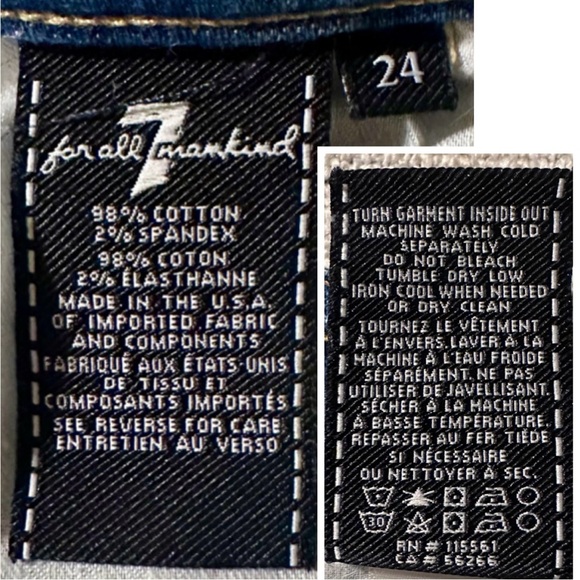 24
for all 7 mankind
98% COTTON
2% SPANDEX
98% COTON
2% ÉLASTHANNE
MADE IN THE U.S.A.
OF IMPORTED FABRIC
AND COMPONENTS
FABRIQUÉ AUX ÉTATS-UNIS
DE TISSU ET
COMPOSANTS IMPORTÉS
SEE REVERSE FOR CARE
ENTRETIEN AU VERSO
TURN GARMENT INSIDE OUT
MACHINE WASH COLD
SEPARATELY
DO NOT BLEACH
TUMBLE DRY LOW
IRON COOL WHEN NEEDED
OR DRY CLEAN
TOURNEZ LE VÊTEMENT
À L'ENVERS.LAVER À LA
MACHINE À L'EAU FROIDE
SÉPARÉMENT.NE PAS
UTILISER DE JAVELLISANT.
SÉCHER À LA MACHINE
À BASSE TEMPÉRATURE.
REPASSER AU FER TIÈDE
SI NÉCESSAIRE
OU NETTOYER À SEC.
30
RN # 115561
CA # 56266